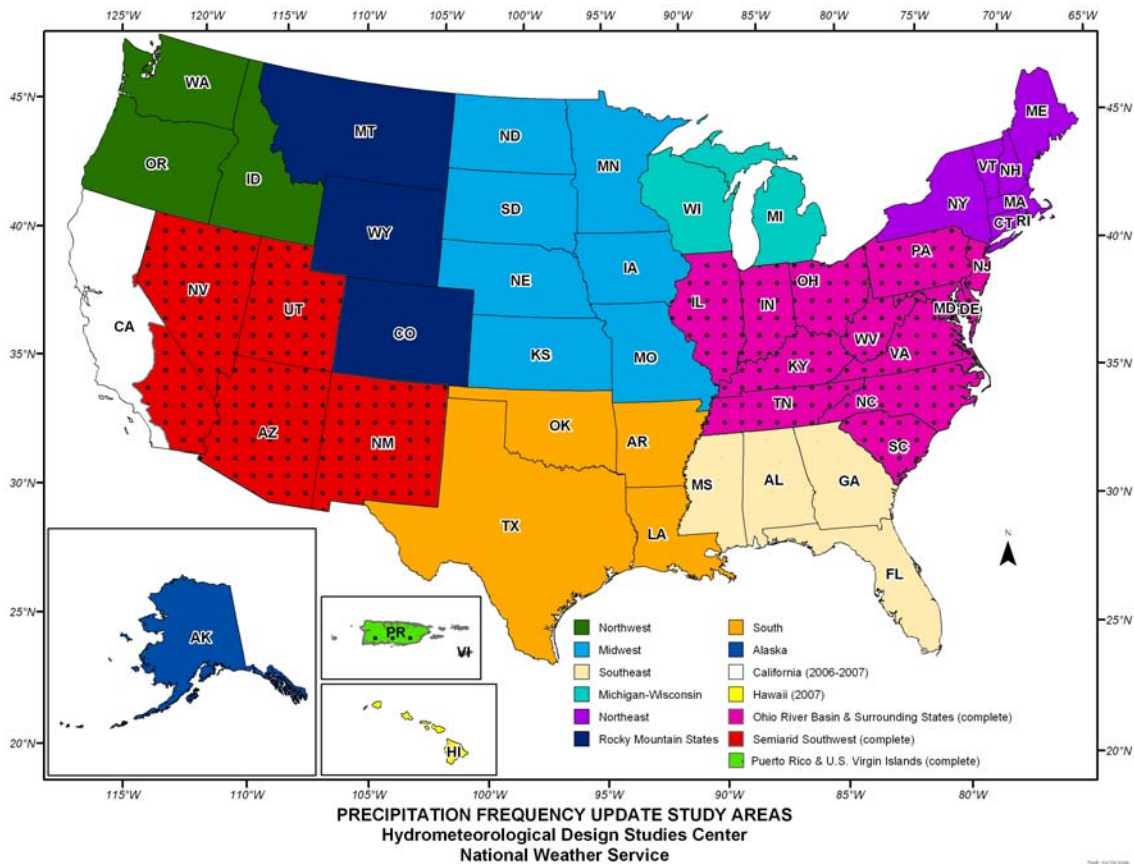 115°W 110°W 105°W 100°W 95°W 90°W 85°W 80°W 75°W 70°W 65°W
45°N
40°N
35°N
30°N
25°N
20°N
45°N
40°N
35°N
30°N
25°N
20°N
WA
OR
ID
MT
WY
CO
ND
SD
NE
KS
MN
IA
MO
WI
MI
ME
VT
NH
MA
NY
CT
RI
PA
NJ
OH
IN
IL
MD
DE
WV
VA
KY
TN
NC
SC
CA
NV
UT
AZ
NM
OK
AR
TX
LA
MS
AL
GA
FL
N
AK
PR
VI
HI
Northwest
Midwest
Southeast
Michigan-Wisconsin
Northeast
Rocky Mountain States
South
Alaska
California (2006-2007)
Hawaii (2007)
Ohio River Basin & Surrounding States (complete)
Semiarid Southwest (complete)
Puerto Rico & U.S. Virgin Islands (complete)
115°W 110°W 105°W 100°W 95°W 90°W 85°W 80°W
PRECIPITATION FREQUENCY UPDATE STUDY AREAS
Hydrometeorological Design Studies Center
National Weather Service